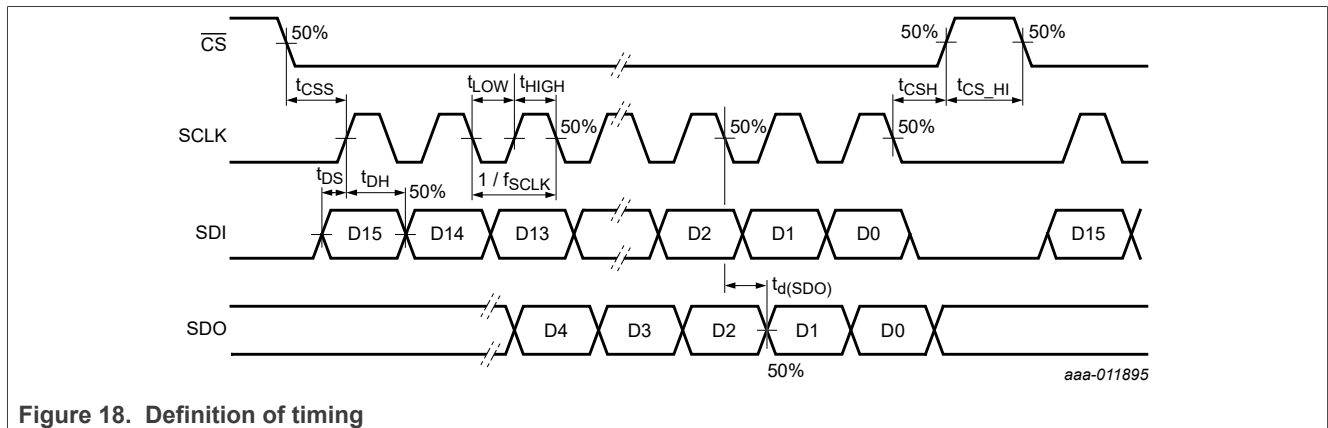 CS 50% 50% 50%
tCSS tLOW tHIGH tCSH tCS_HI
SCLK 50% 50% 50%
tDS tDH 50% 1 / fSCLK
SDI D15 D14 D13 D2 D1 D0 D15
td(SDO)
SDO D4 D3 D2 D1 D0
50%
aaa-011895
Figure 18. Definition of timing